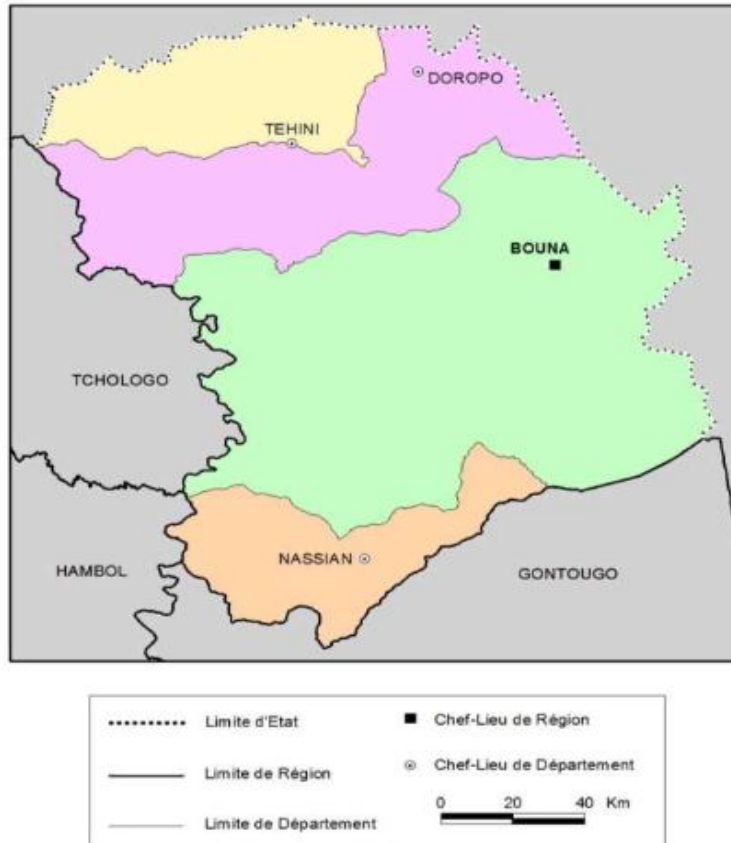 DOROPO
TEHINI
BOUNA
TCHOLOGO
NASSIAN
HAMBOL
GONTOUGO
Limite d'Etat
Chef-Lieu de Région
Limite de Région
Chef-Lieu de Département
0 20 40 Km
Limite de Département